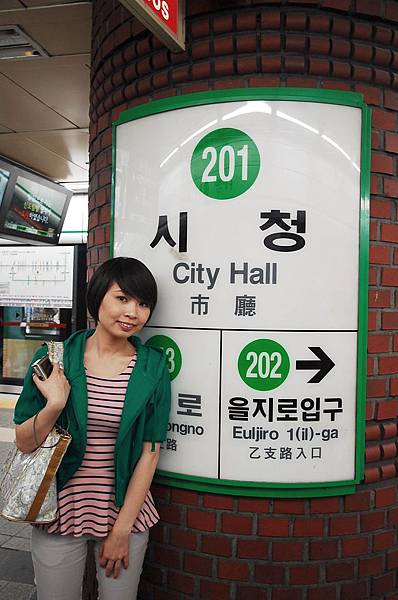 201
시 청
City Hall
市 廳
3
로
ongno
路
202 →
을지로입구
Euljiro 1(il)-ga
乙支路入口